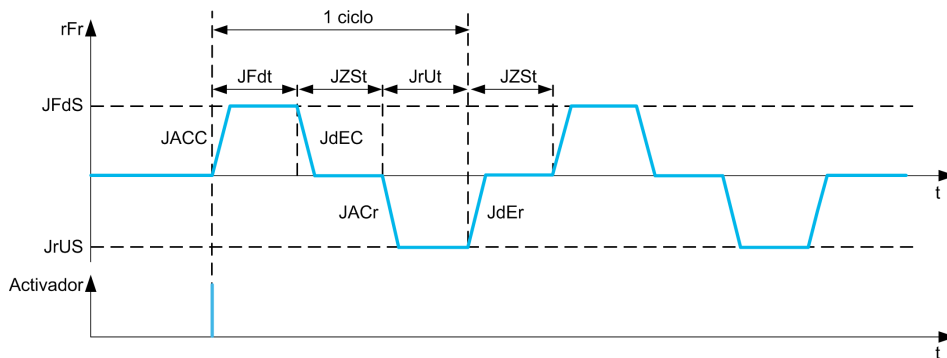 1 ciclo
rFr
JFdt
JZSt
JrUt
JZSt
JFdS
JACC
JdEC
t
JACr
JdEr
JrUS
Activador
t